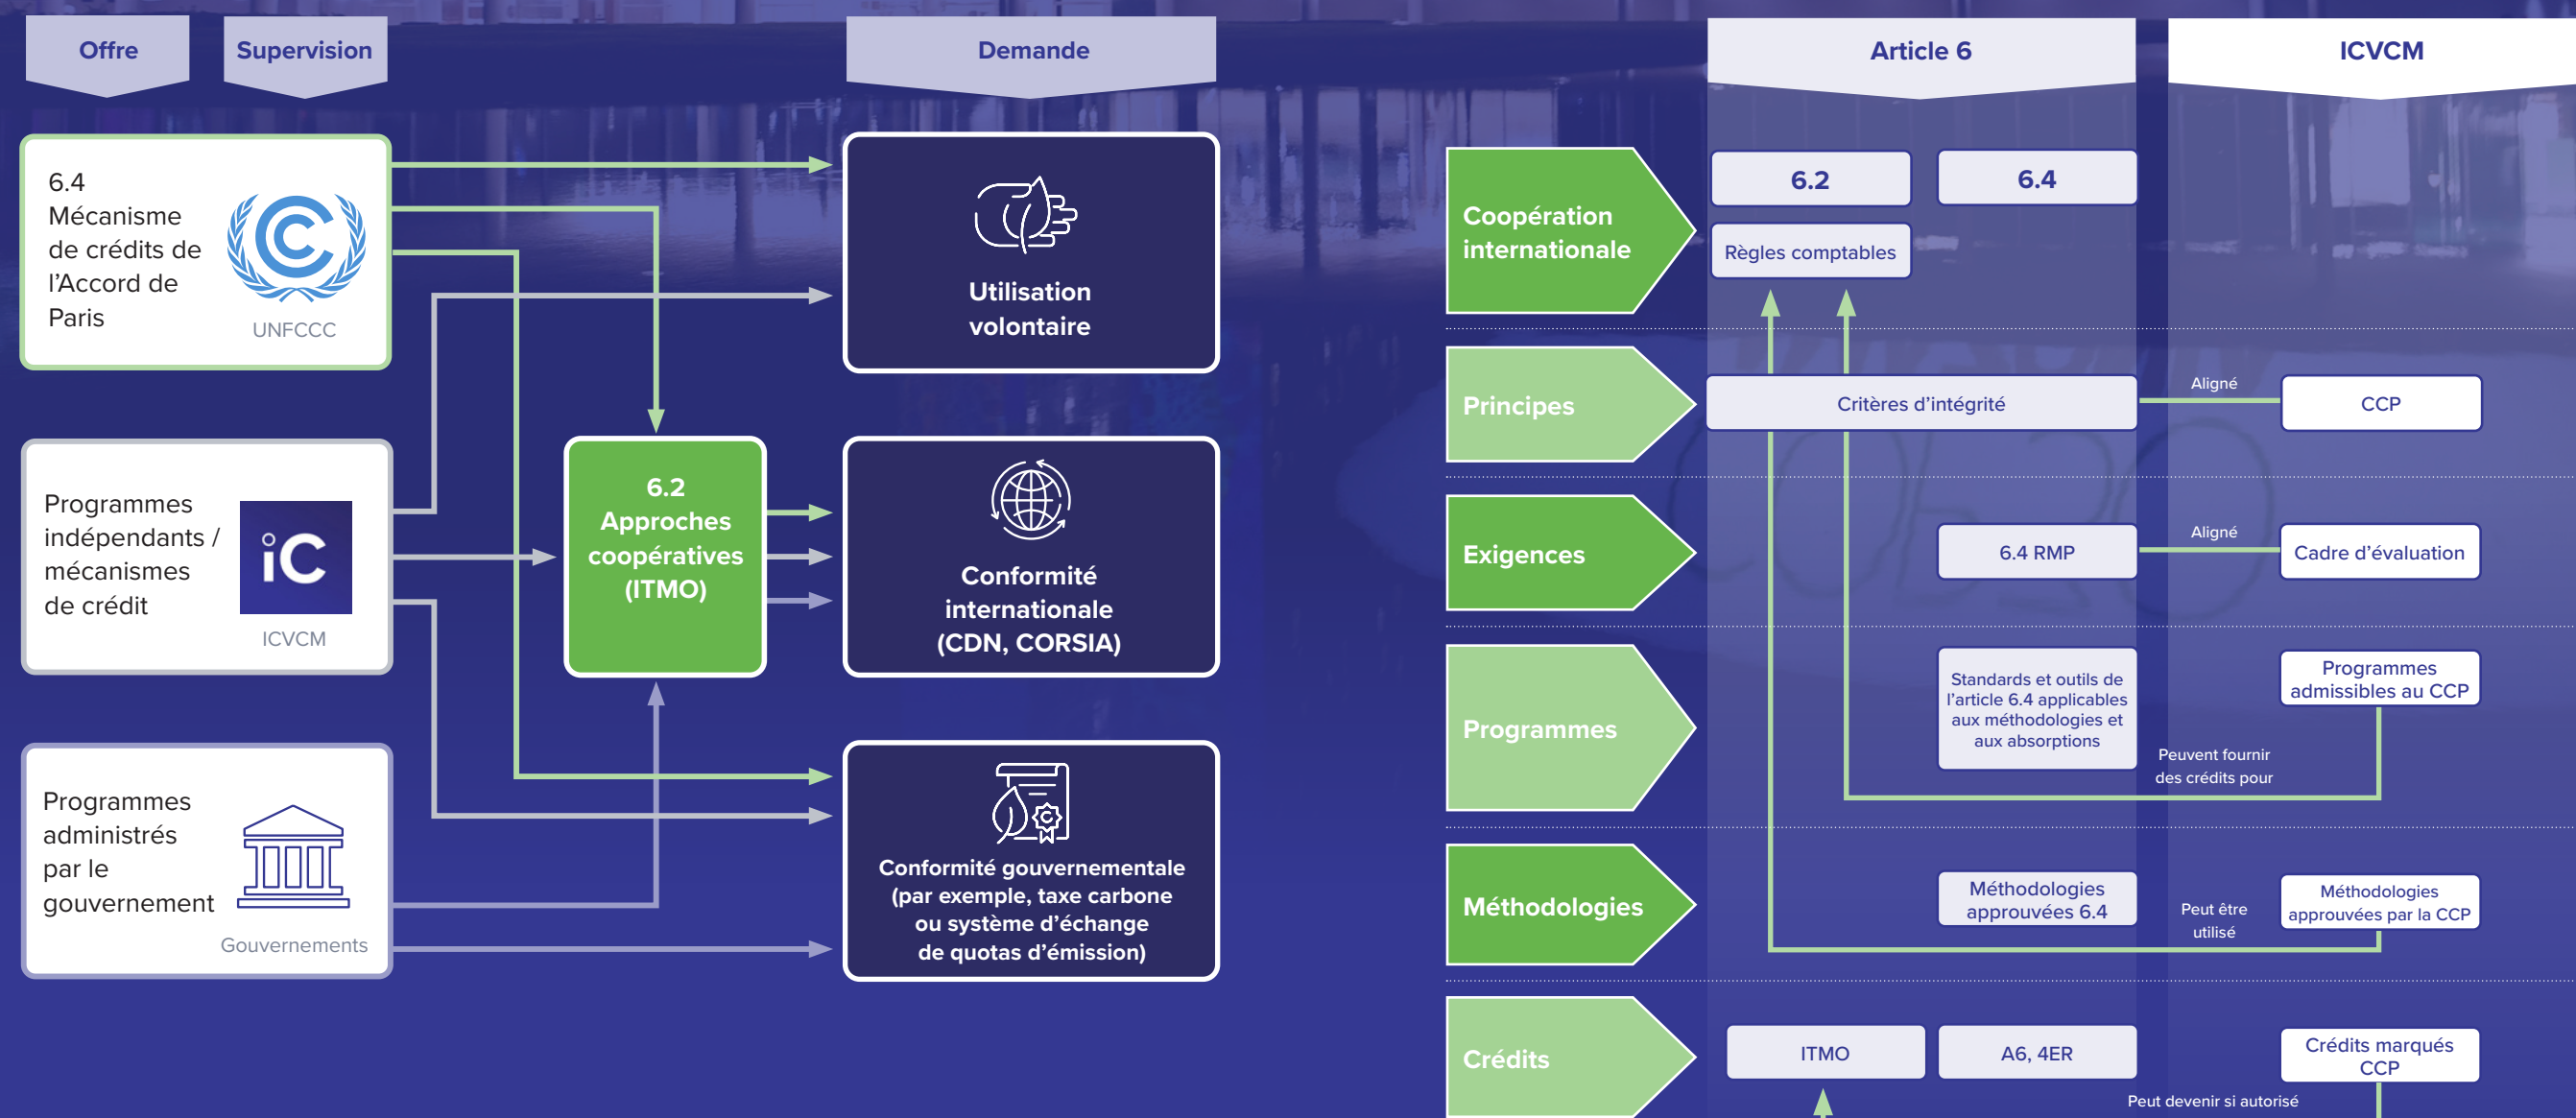 Offre
Supervision
Demande
6.4
Mécanisme
de crédits de
l’Accord de
Paris
UNFCCC
Programmes
indépendants /
mécanismes
de crédit
iC
ICVCM
Programmes
administrés
par le
gouvernement
Gouvernements
6.2
Approches
coopératives
(ITMO)
Utilisation
volontaire
Conformité
internationale
(CDN, CORSIA)
Conformité gouvernementale
(par exemple, taxe carbone
ou système d’échange
de quotas d’émission)
Article 6
ICVCM
Coopération
internationale
6.2
6.4
Règles comptables
Principes
Critères d’intégrité
Aligné
CCP
Exigences
6.4 RMP
Aligné
Cadre d’évaluation
Programmes
Standards et outils de
l’article 6.4 applicables
aux méthodologies et
aux absorptions
Programmes
admissibles au CCP
Peuvent fournir
des crédits pour
Méthodologies
Méthodologies
approuvées 6.4
Peut être
utilisé
Méthodologies
approuvées par la CCP
Crédits
ITMO
A6, 4ER
Crédits marqués
CCP
Peut devenir si autorisé